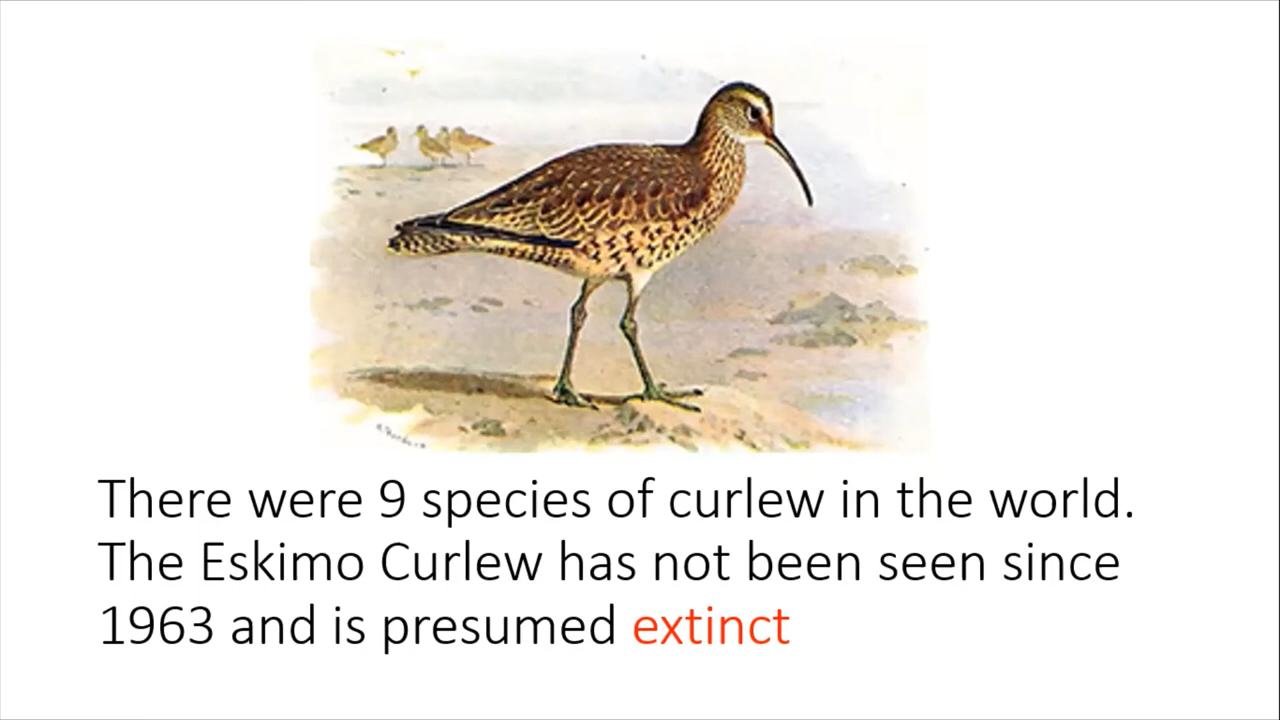 There were 9 species of curlew in the world.
The Eskimo Curlew has not been seen since
1963 and is presumed extinct